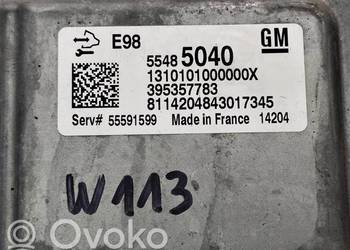 E98
GM
5548 5040
1310101000000X
395357783
8114204843017345
Serv# 55591599 Made in France 14204
W113
Ovoko